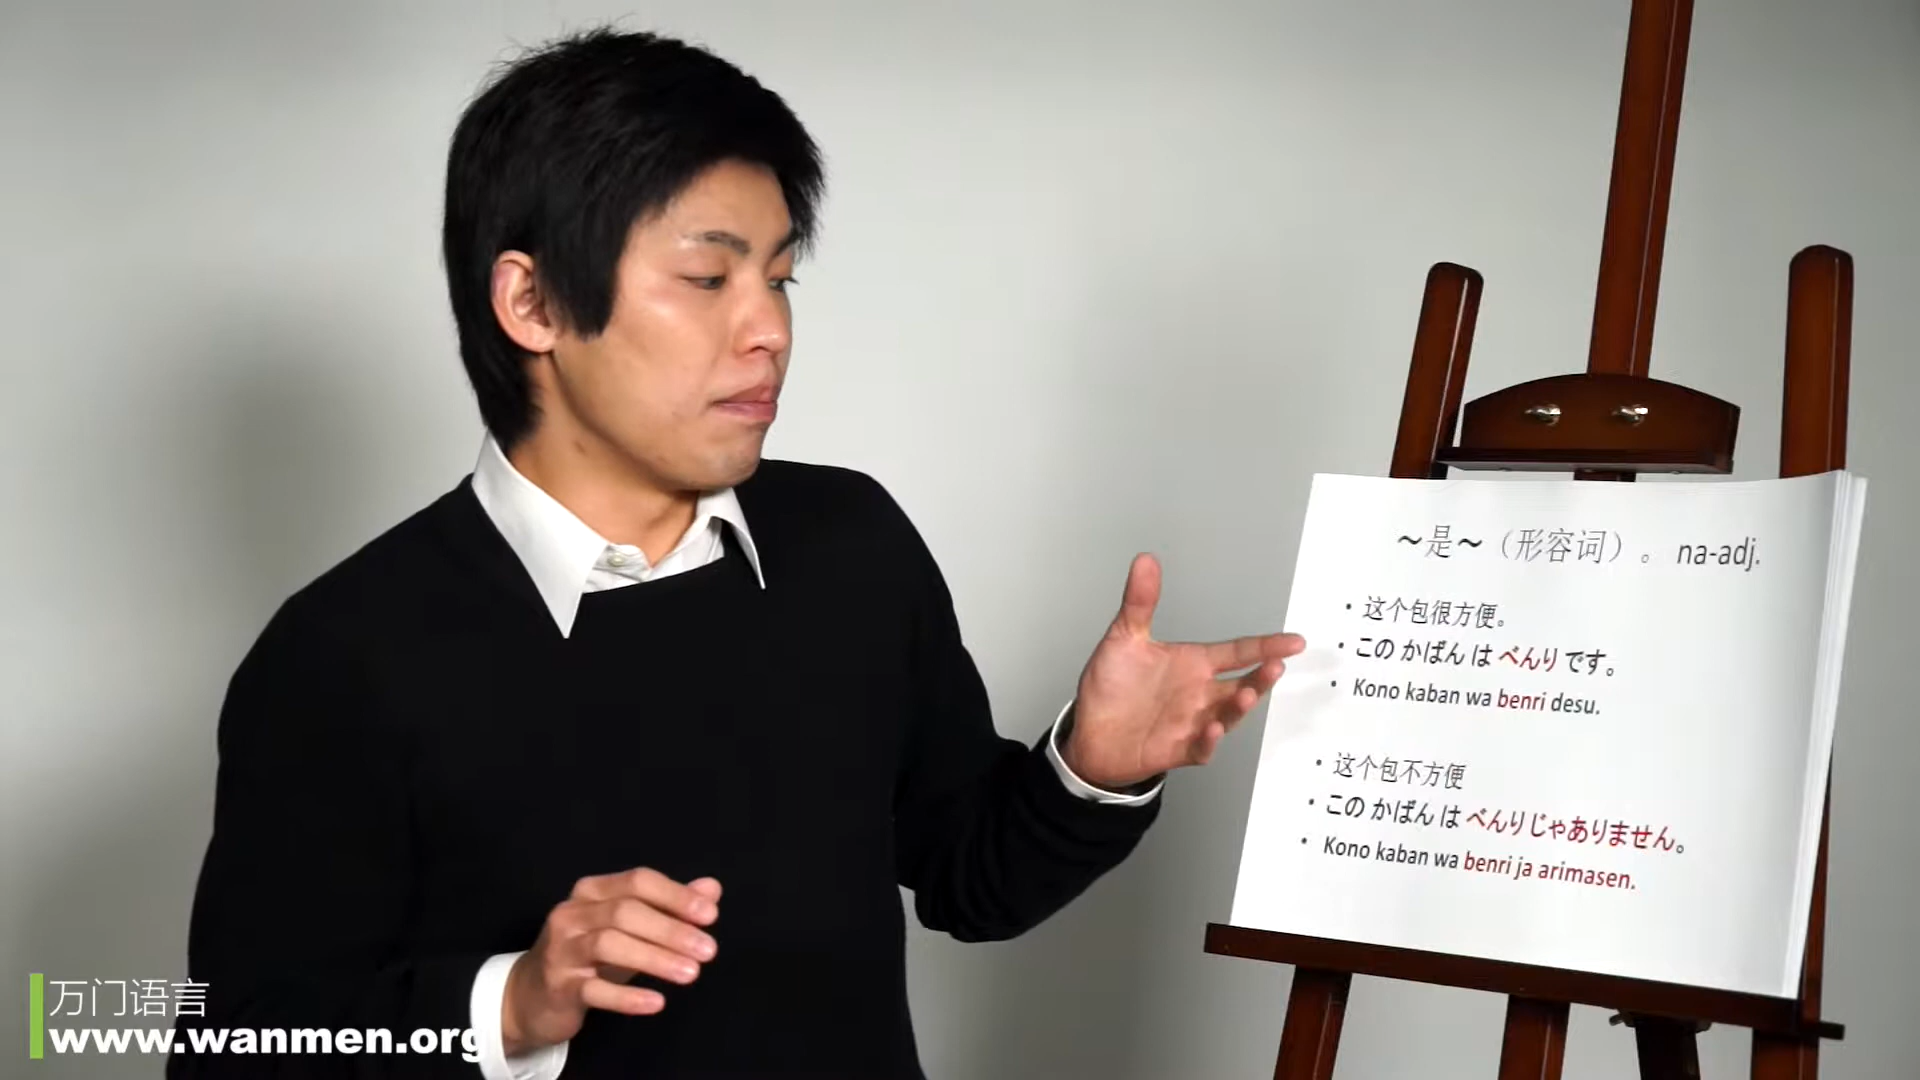 ～是～（形容词）。 na-adj.
• 这个包很方便。
• この かばん は べんり です。
• Kono kaban wa benri desu.
• 这个包不方便
• この かばん は べんりじゃありません。
• Kono kaban wa benri ja arimasen.
万门语言
www.wanmen.org